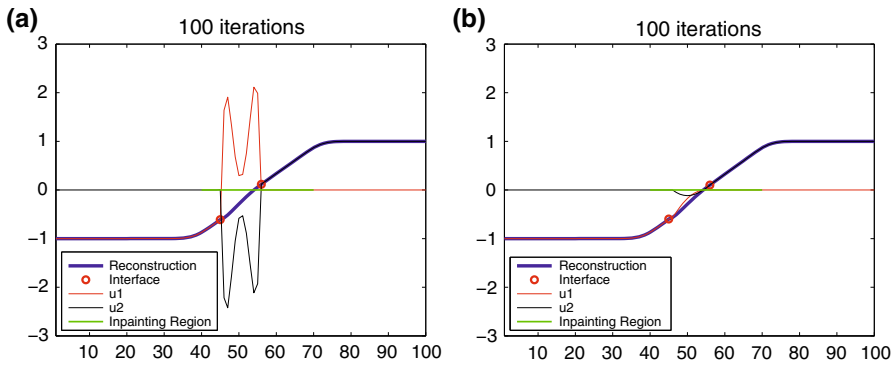 (a)
100 iterations
3
2
1
0
−1
−2
−3
Reconstruction
Interface
u1
u2
Inpainting Region
10 20 30 40 50 60 70 80 90 100
(b)
100 iterations
3
2
1
0
−1
−2
−3
Reconstruction
Interface
u1
u2
Inpainting Region
10 20 30 40 50 60 70 80 90 100